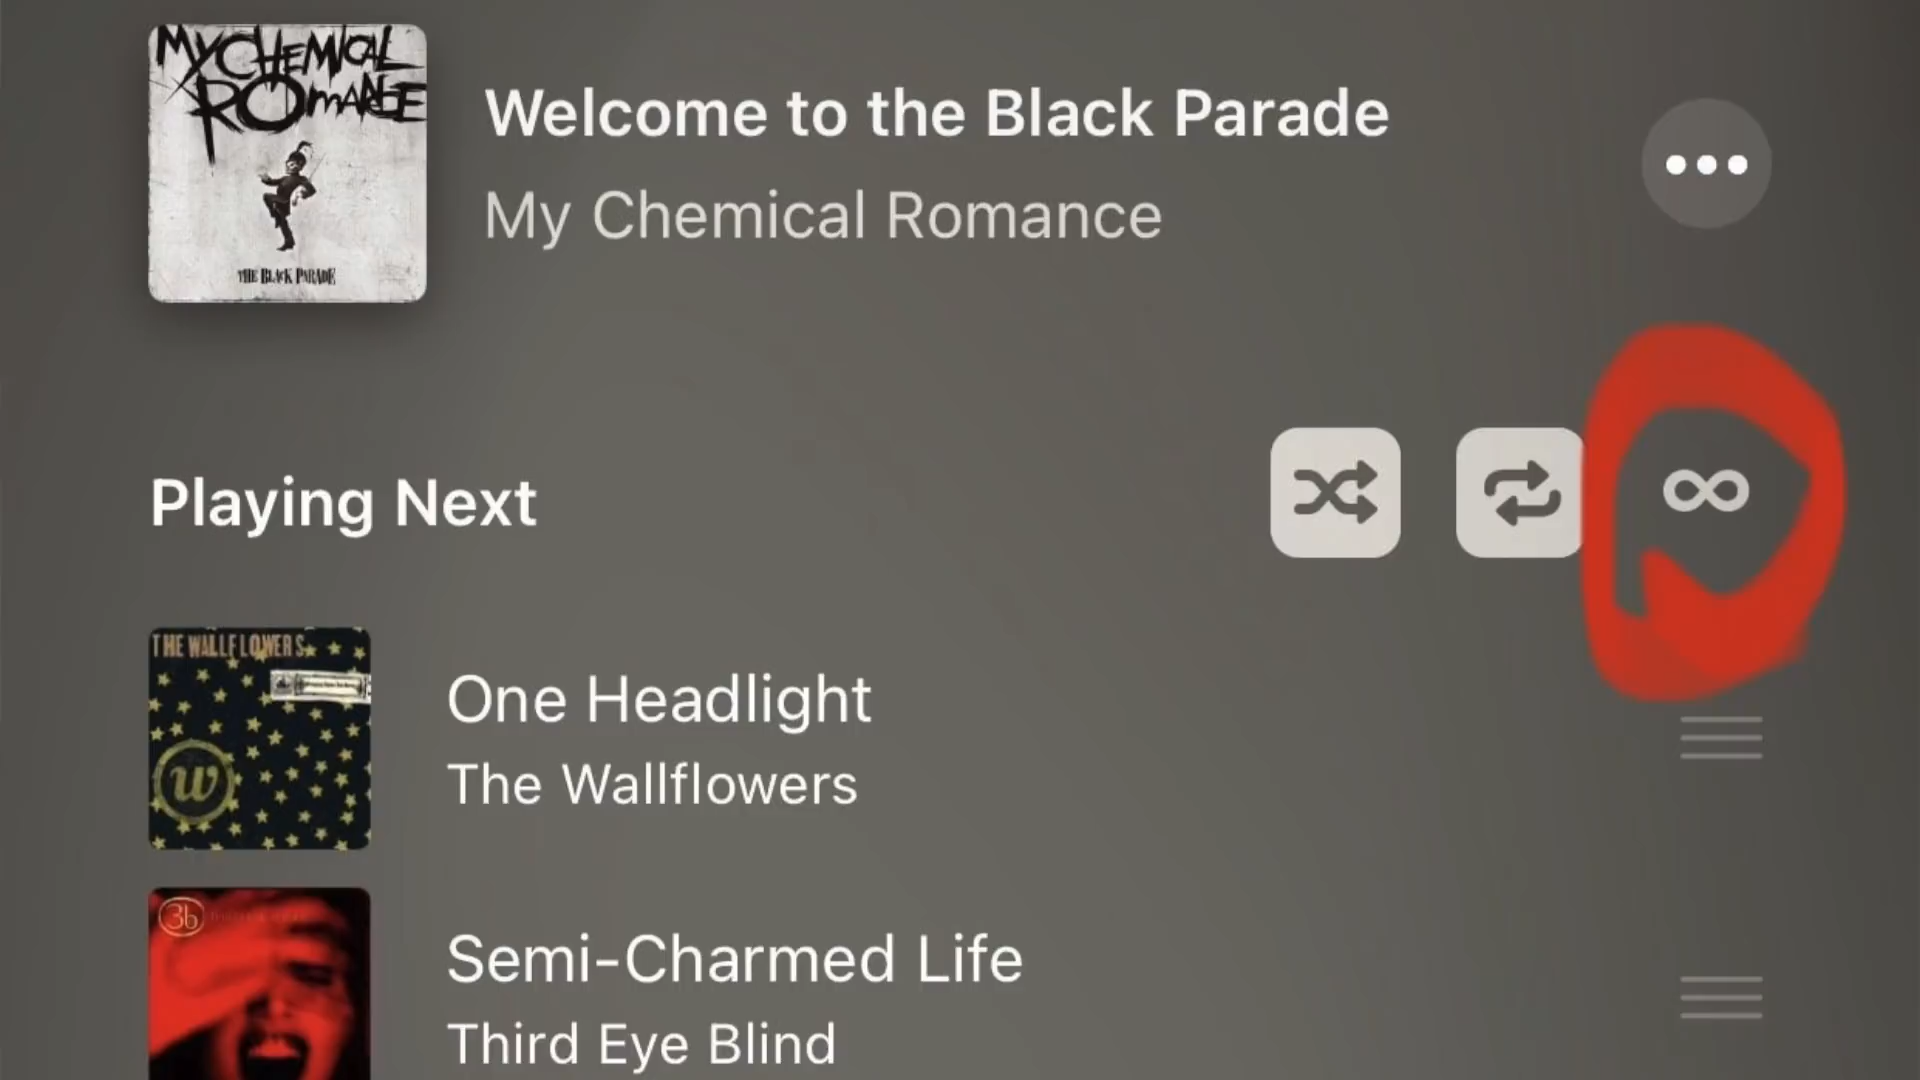 MY CHEMICAL
ROMANCE
THE BLACK PARADE
Welcome to the Black Parade
My Chemical Romance
Playing Next
THE WALLFLOWERS
w
One Headlight
The Wallflowers
3b
Semi-Charmed Life
Third Eye Blind